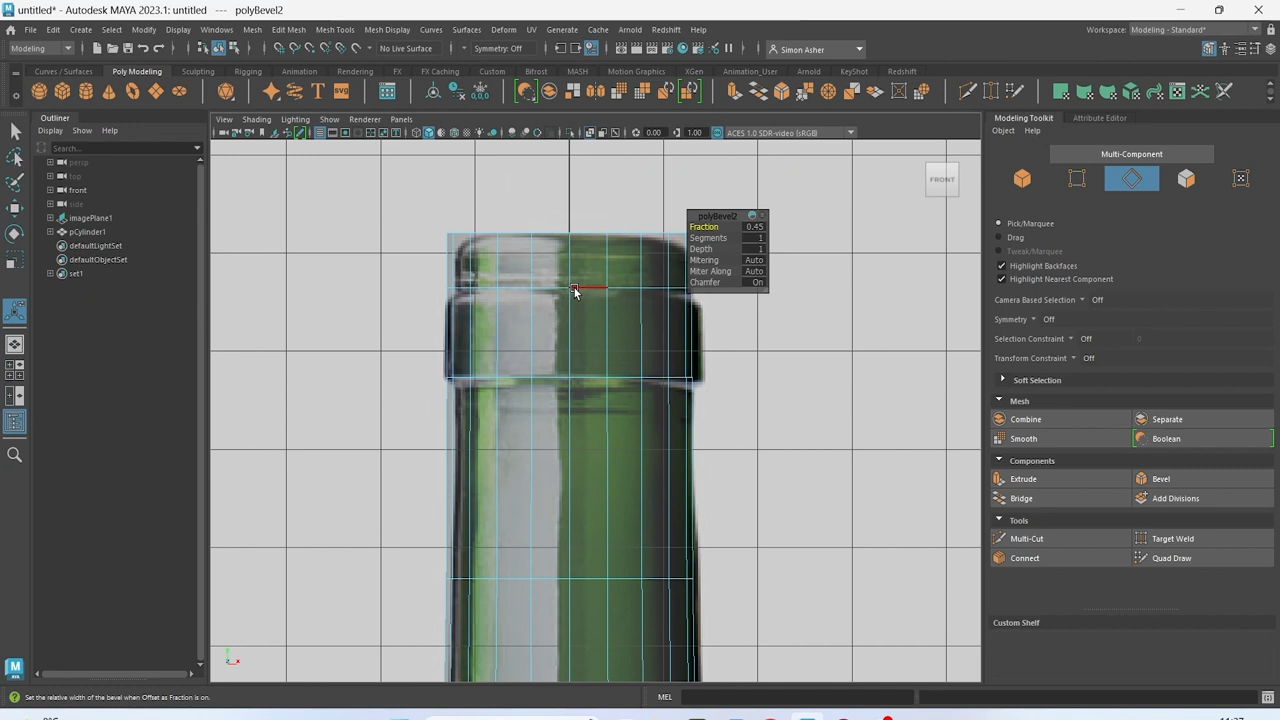 untitled* - Autodesk MAYA 2023.1: untitled --- polyBevel2
File Edit Create Select Modify Display Windows Mesh Edit Mesh Mesh Tools Mesh Display Curves Surfaces Deform UV Generate Cache Arnold Redshift Help
Workspace: Modeling - Standard*
Modeling
No Live Surface
Symmetry: Off
Simon Asher
Curves / Surfaces Poly Modeling Sculpting Rigging Animation Rendering FX FX Caching Custom Bifrost MASH Motion Graphics XGen Animation_User Arnold KeyShot Redshift
Outliner
Display Show Help
Search...
persp
top
front
side
imagePlane1
pCylinder1
defaultLightSet
defaultObjectSet
set1
View Shading Lighting Show Renderer Panels
0.00 1.00 ACES 1.0 SDR-video (sRGB)
FRONT
polyBevel2
Fraction 0.45
Segments 1
Depth 1
Mitering Auto
Miter Along Auto
Chamfer On
Modeling Toolkit Attribute Editor
Object Help
Multi-Component
Pick/Marquee
Drag
Tweak/Marquee
Highlight Backfaces
Highlight Nearest Component
Camera Based Selection Off
Symmetry Off
Selection Constraint Off 0
Transform Constraint Off
Soft Selection
Mesh
Combine Separate
Smooth Boolean
Components
Extrude Bevel
Bridge Add Divisions
Tools
Multi-Cut Target Weld
Connect Quad Draw
Custom Shelf
Set the relative width of the bevel when Offset as Fraction is on.
MEL